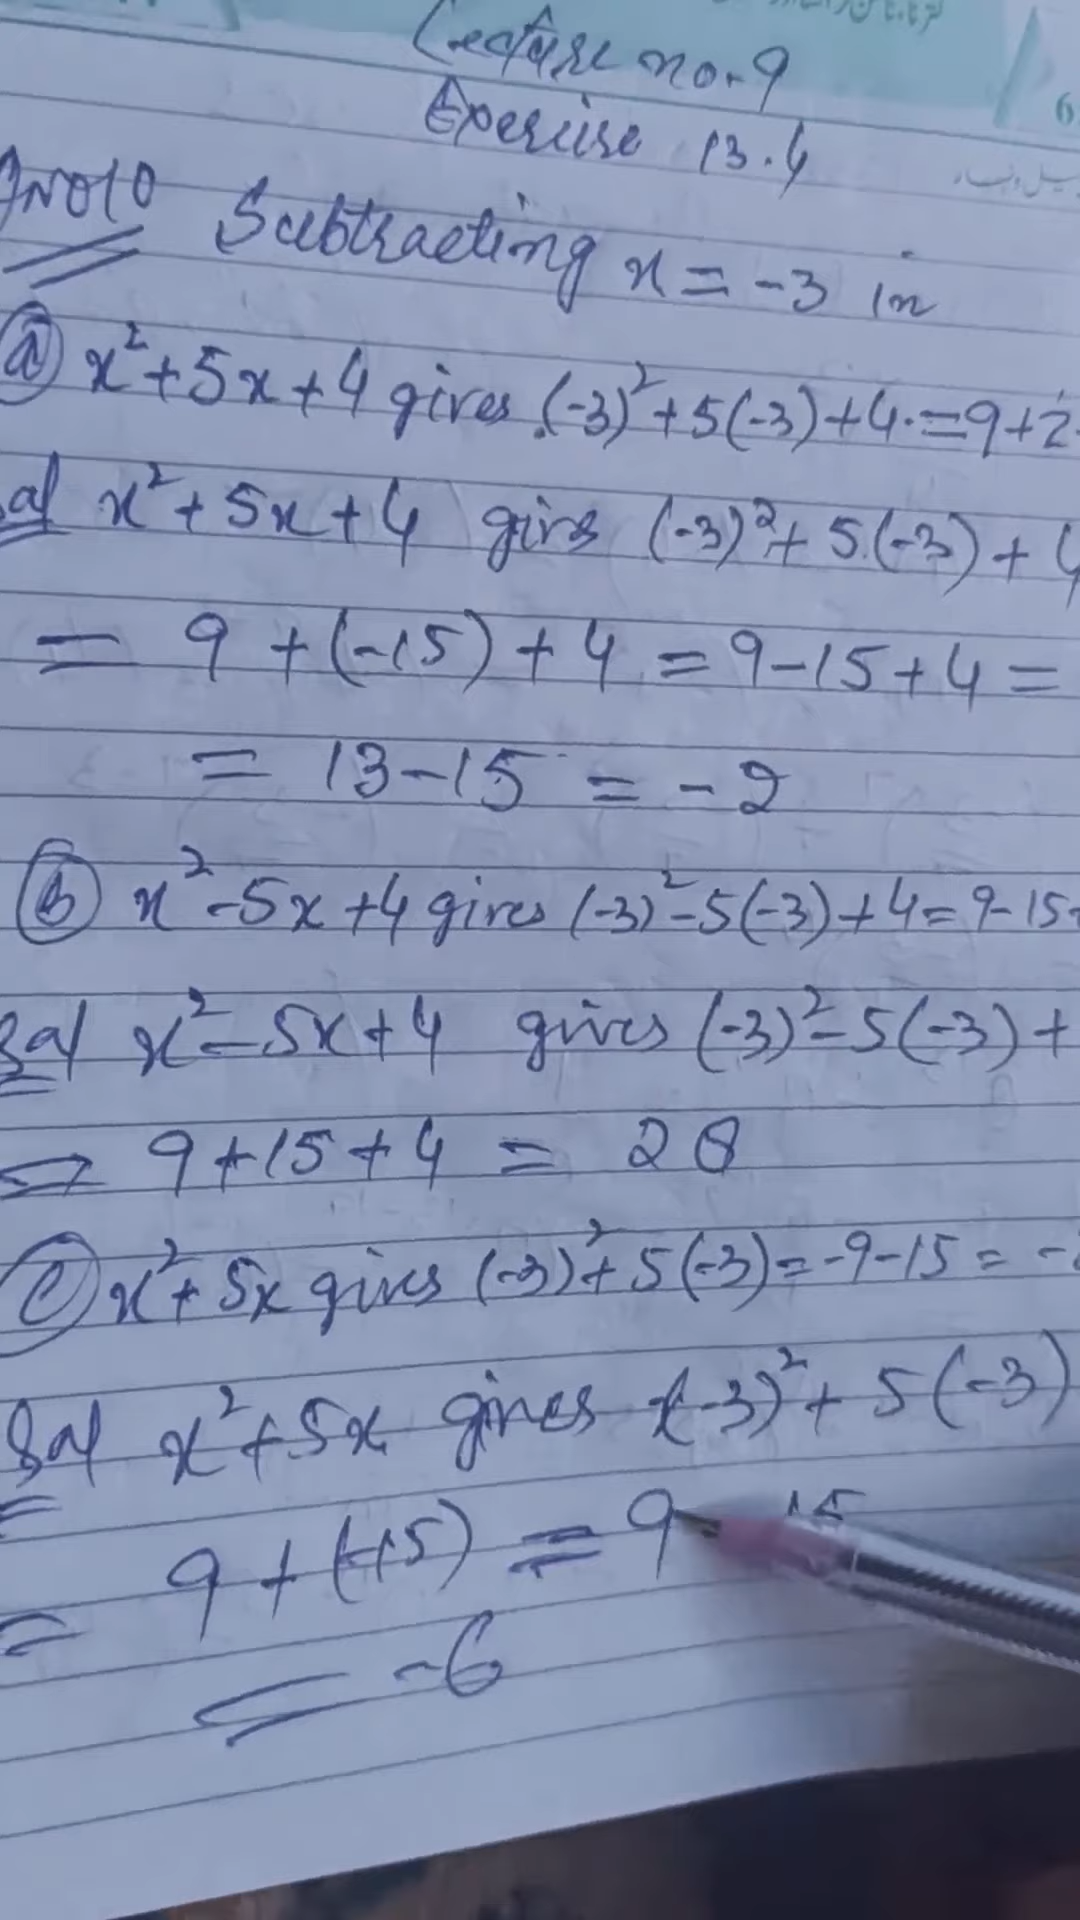 Lecture no. 9
Exercise 13.4
Subtracting x = -3 in
(a) x²+5x+4 gives (-3)²+5(-3)+4.=9+2
Sol x²+5x+4 gives (-3)²+5.(-3)+4
= 9+(-15)+4 = 9-15+4 =
= 13-15 = -2
(b) x²-5x+4 gives (-3)²-5(-3)+4=9-15
Sol x²-5x+4 gives (-3)²-5(-3)+
= 9+15+4 = 28
(c) x²+5x gives (-3)²+5(-3)=-9-15=-
Sol x²+5x gives (-3)²+5(-3)
= 9+(-15) = 9 15
= -6